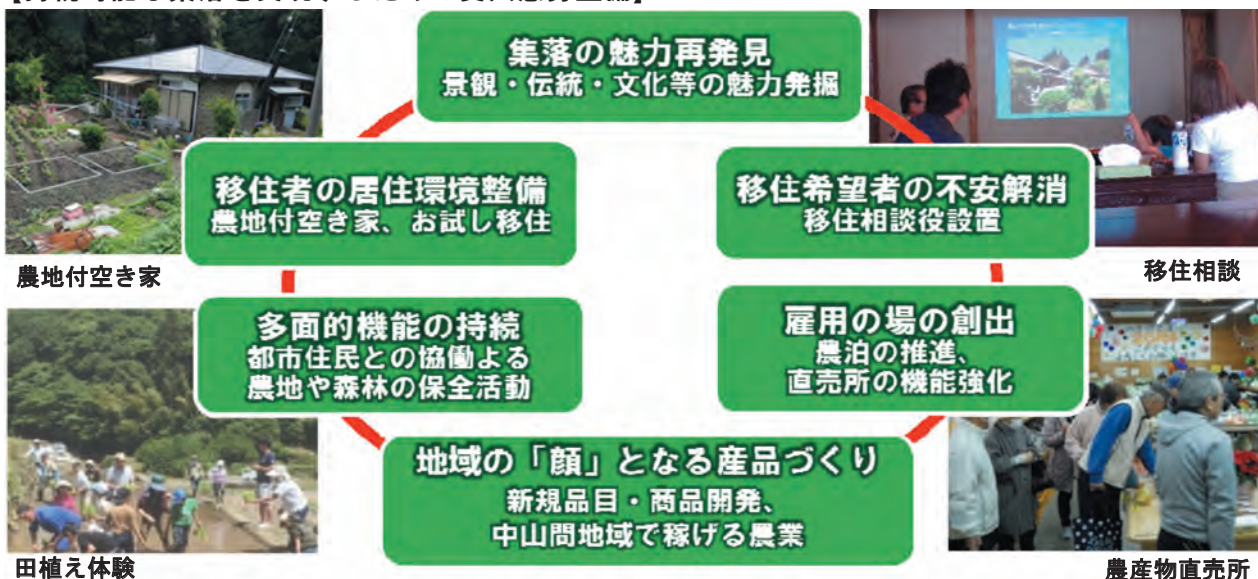 集落の魅力再発見
景観・伝統・文化等の魅力発掘
移住者の居住環境整備
農地付空き家、お試し移住
移住希望者の不安解消
移住相談役設置
農地付空き家
移住相談
多面的機能の持続
都市住民との協働よる
農地や森林の保全活動
雇用の場の創出
農泊の推進、
直売所の機能強化
地域の「顔」となる産品づくり
新規品目・商品開発、
中山間地域で稼げる農業
田植え体験
農産物直売所